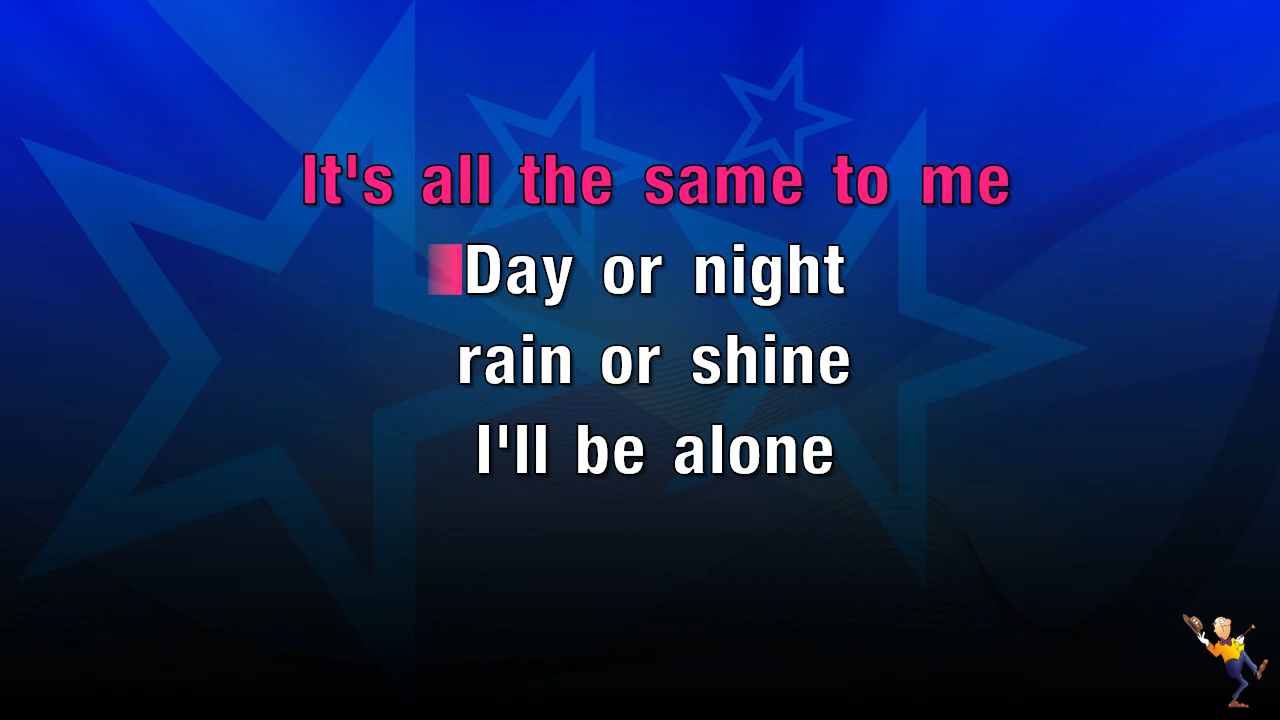 It's all the same to me
Day or night
rain or shine
I'll be alone